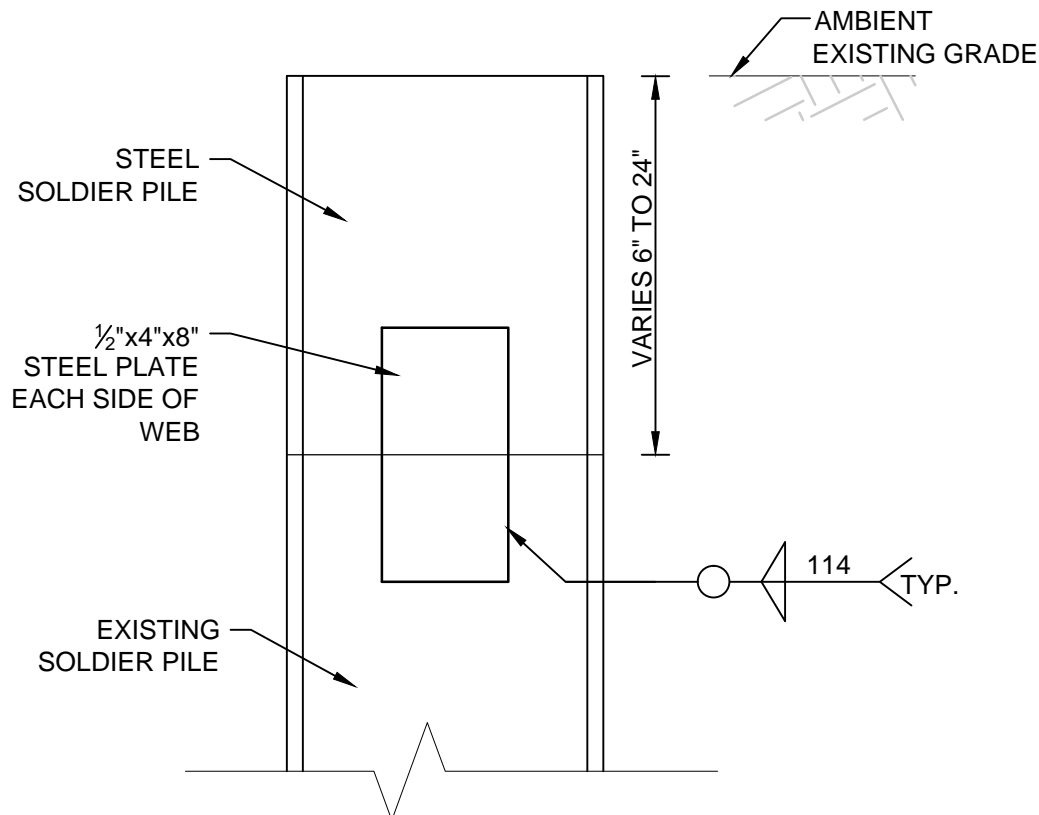 AMBIENT
EXISTING GRADE
STEEL
SOLDIER PILE
VARIES 6" TO 24"
½"x4"x8"
STEEL PLATE
EACH SIDE OF
WEB
114
TYP.
EXISTING
SOLDIER PILE